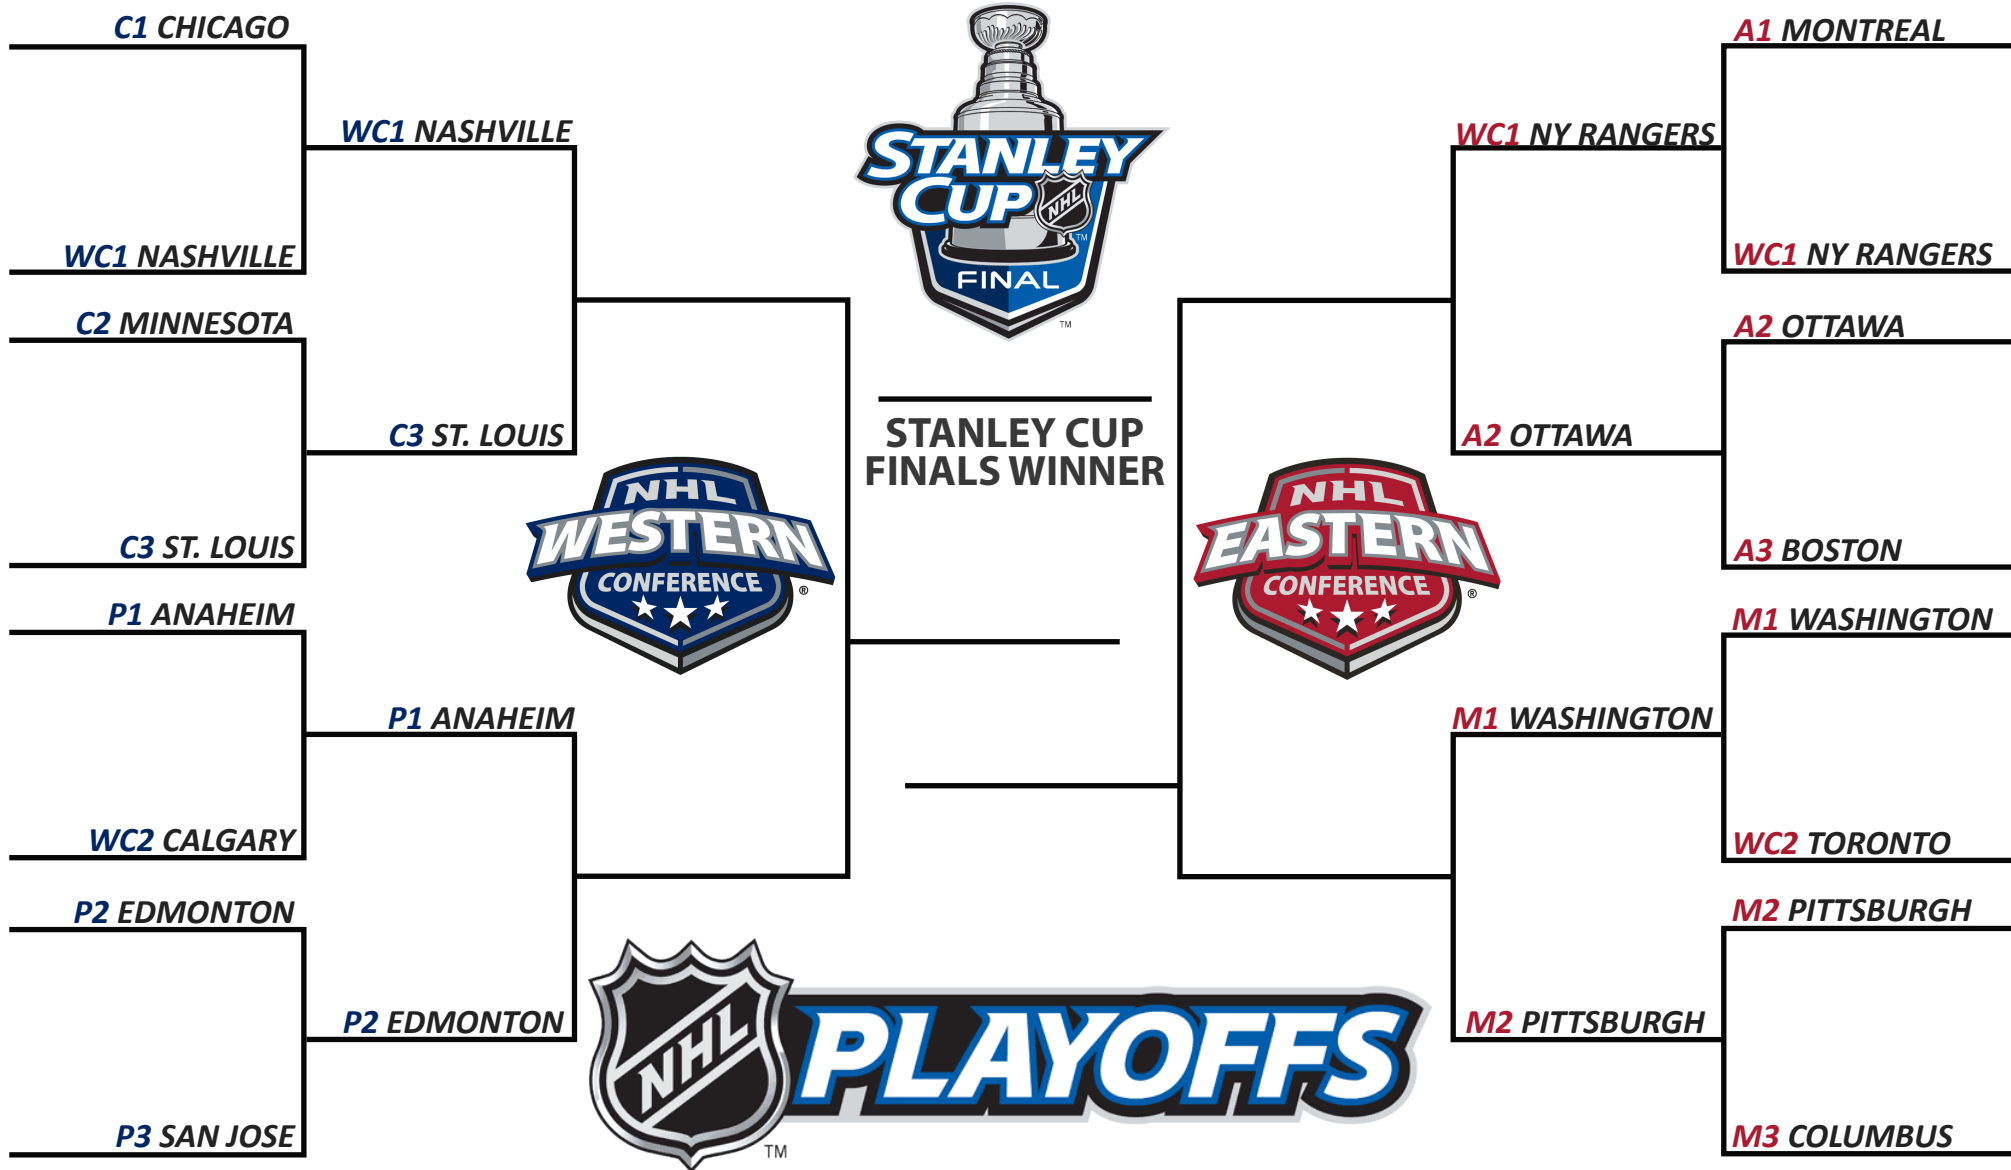 C1 CHICAGO
WC1 NASHVILLE
C2 MINNESOTA
C3 ST. LOUIS
P1 ANAHEIM
WC2 CALGARY
P2 EDMONTON
P3 SAN JOSE
WC1 NASHVILLE
C3 ST. LOUIS
P1 ANAHEIM
P2 EDMONTON
STANLEY
CUP
NHL
TM
FINAL
TM
STANLEY CUP
FINALS WINNER
NHL
WESTERN
CONFERENCE
®
NHL
EASTERN
CONFERENCE
®
NHL
TM
PLAYOFFS
WC1 NY RANGERS
A2 OTTAWA
M1 WASHINGTON
M2 PITTSBURGH
A1 MONTREAL
WC1 NY RANGERS
A2 OTTAWA
A3 BOSTON
M1 WASHINGTON
WC2 TORONTO
M2 PITTSBURGH
M3 COLUMBUS